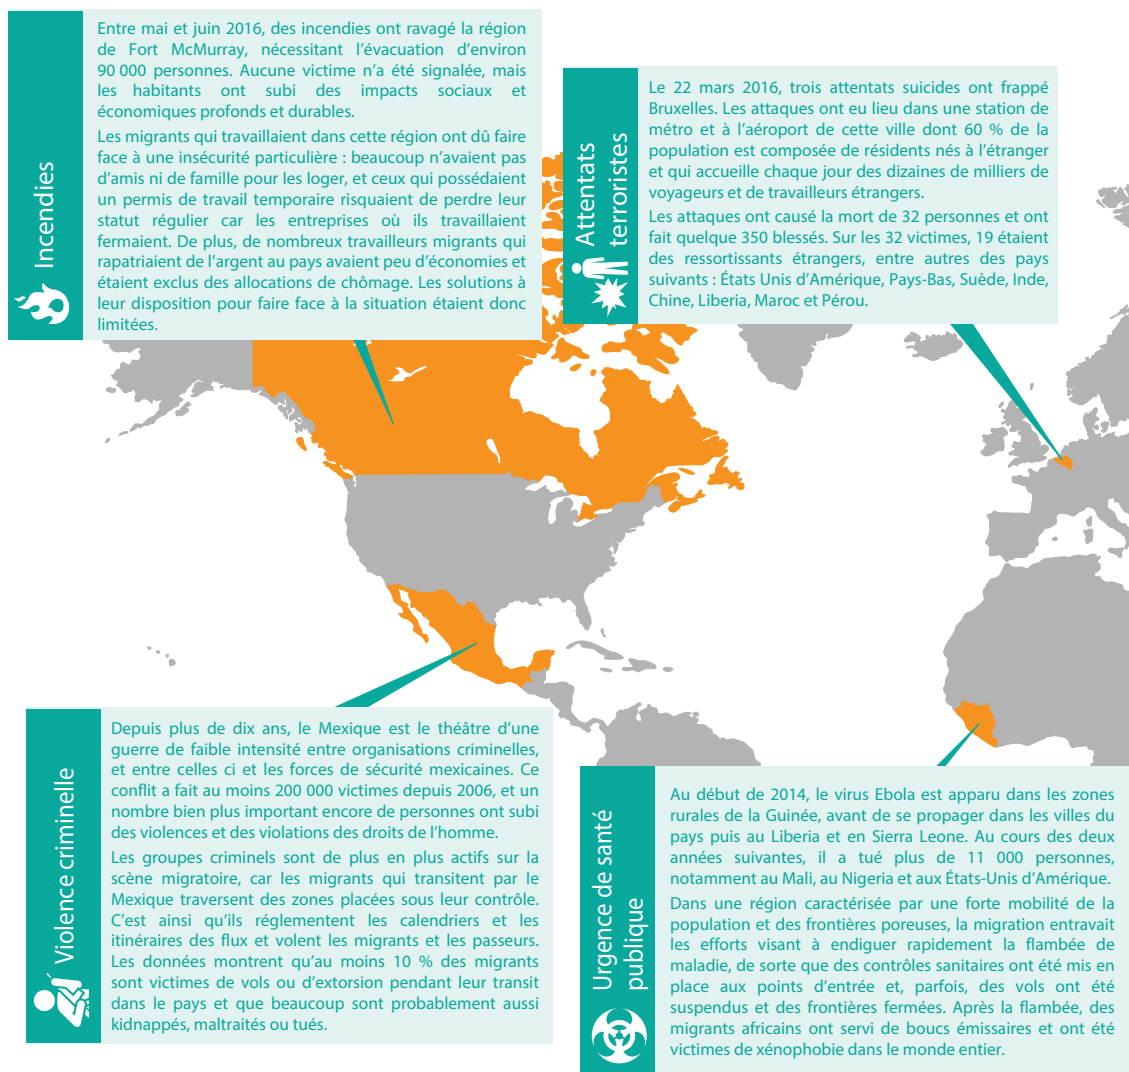 Incendies
Entre mai et juin 2016, des incendies ont ravagé la région
de Fort McMurray, nécessitant l’évacuation d’environ
90 000 personnes. Aucune victime n’a été signalée, mais
les habitants ont subi des impacts sociaux et
économiques profonds et durables.
Les migrants qui travaillaient dans cette région ont dû faire
face à une insécurité particulière : beaucoup n’avaient pas
d’amis ni de famille pour les loger, et ceux qui possédaient
un permis de travail temporaire risquaient de perdre leur
statut régulier car les entreprises où ils travaillaient
fermaient. De plus, de nombreux travailleurs migrants qui
rapatriaient de l’argent au pays avaient peu d’économies et
étaient exclus des allocations de chômage. Les solutions à
leur disposition pour faire face à la situation étaient donc
limitées.
Attentats
terroristes
Le 22 mars 2016, trois attentats suicides ont frappé
Bruxelles. Les attaques ont eu lieu dans une station de
métro et à l’aéroport de cette ville dont 60 % de la
population est composée de résidents nés à l’étranger
et qui accueille chaque jour des dizaines de milliers de
voyageurs et de travailleurs étrangers.
Les attaques ont causé la mort de 32 personnes et ont
fait quelque 350 blessés. Sur les 32 victimes, 19 étaient
des ressortissants étrangers, entre autres des pays
suivants : États Unis d’Amérique, Pays-Bas, Suède, Inde,
Chine, Liberia, Maroc et Pérou.
Violence criminelle
Depuis plus de dix ans, le Mexique est le théâtre d’une
guerre de faible intensité entre organisations criminelles,
et entre celles ci et les forces de sécurité mexicaines. Ce
conflit a fait au moins 200 000 victimes depuis 2006, et un
nombre bien plus important encore de personnes ont subi
des violences et des violations des droits de l’homme.
Les groupes criminels sont de plus en plus actifs sur la
scène migratoire, car les migrants qui transitent par le
Mexique traversent des zones placées sous leur contrôle.
C’est ainsi qu’ils réglementent les calendriers et les
itinéraires des flux et volent les migrants et les passeurs.
Les données montrent qu’au moins 10 % des migrants
sont victimes de vols ou d’extorsion pendant leur transit
dans le pays et que beaucoup sont probablement aussi
kidnappés, maltraités ou tués.
Urgence de santé
publique
Au début de 2014, le virus Ebola est apparu dans les zones
rurales de la Guinée, avant de se propager dans les villes du
pays puis au Liberia et en Sierra Leone. Au cours des deux
années suivantes, il a tué plus de 11 000 personnes,
notamment au Mali, au Nigeria et aux États-Unis d’Amérique.
Dans une région caractérisée par une forte mobilité de la
population et des frontières poreuses, la migration entravait
les efforts visant à endiguer rapidement la flambée de
maladie, de sorte que des contrôles sanitaires ont été mis en
place aux points d’entrée et, parfois, des vols ont été
suspendus et des frontières fermées. Après la flambée, des
migrants africains ont servi de boucs émissaires et ont été
victimes de xénophobie dans le monde entier.